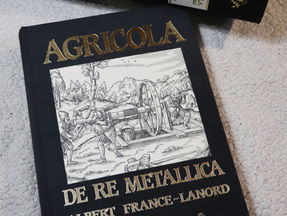 AGRICOLA
DE RE METALLICA
ALBERT FRANCE-LANORD